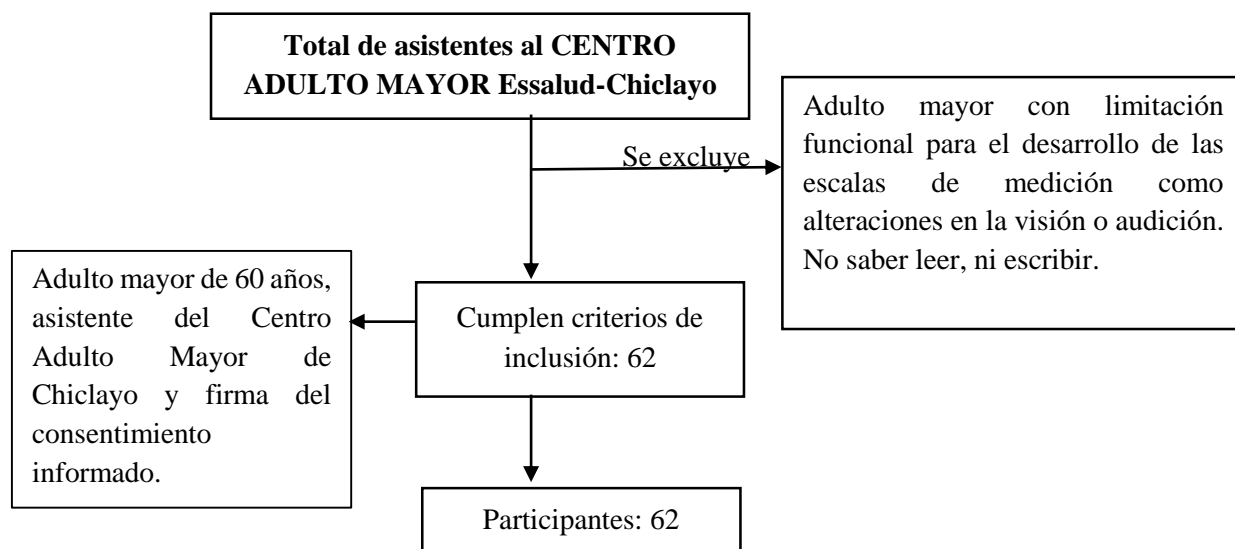 Total de asistentes al CENTRO
ADULTO MAYOR Essalud-Chiclayo
Se excluye
Adulto mayor con limitación
funcional para el desarrollo de las
escalas de medición como
alteraciones en la visión o audición.
No saber leer, ni escribir.
Adulto mayor de 60 años,
asistente del Centro
Adulto Mayor de
Chiclayo y firma del
consentimiento
informado.
Cumplen criterios de
inclusión: 62
Participantes: 62